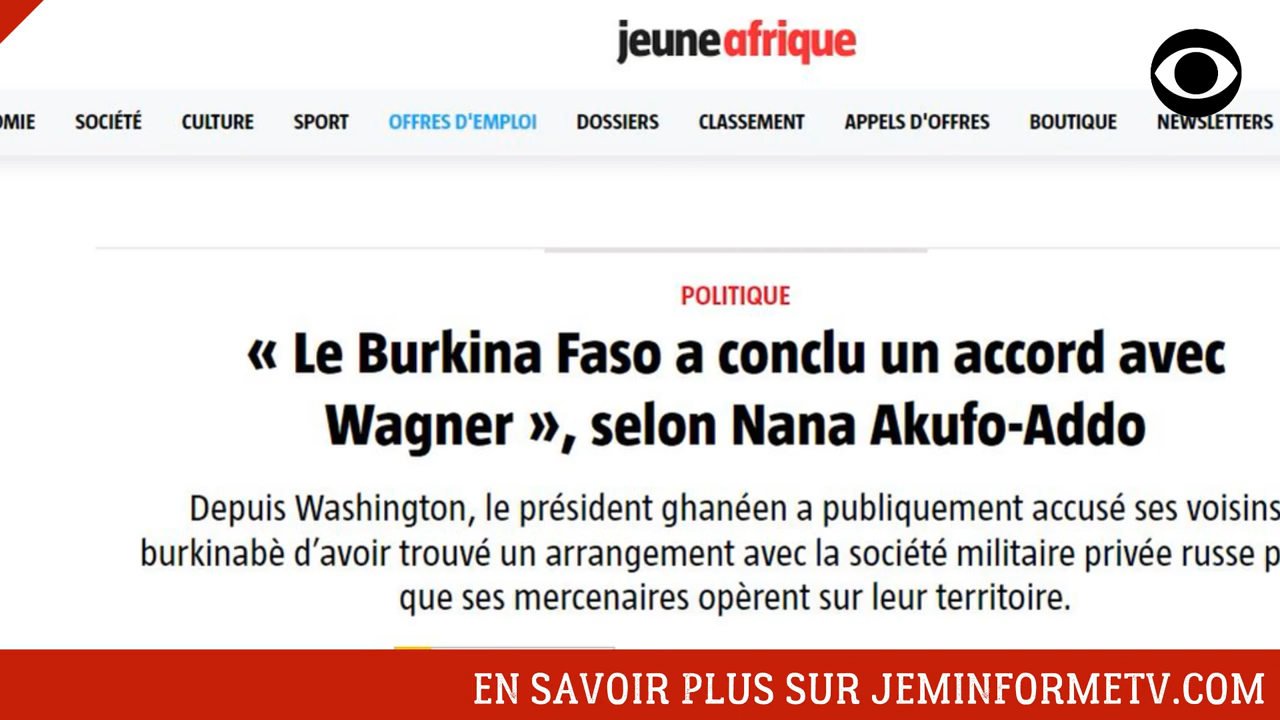 jeuneafrique
OMIE SOCIÉTÉ CULTURE SPORT OFFRES D'EMPLOI DOSSIERS CLASSEMENT APPELS D'OFFRES BOUTIQUE NEWSLETTERS
POLITIQUE
« Le Burkina Faso a conclu un accord avec
Wagner », selon Nana Akufo-Addo
Depuis Washington, le président ghanéen a publiquement accusé ses voisins
burkinabè d’avoir trouvé un arrangement avec la société militaire privée russe p
que ses mercenaires opèrent sur leur territoire.
EN SAVOIR PLUS SUR JEMINFORMETV.COM